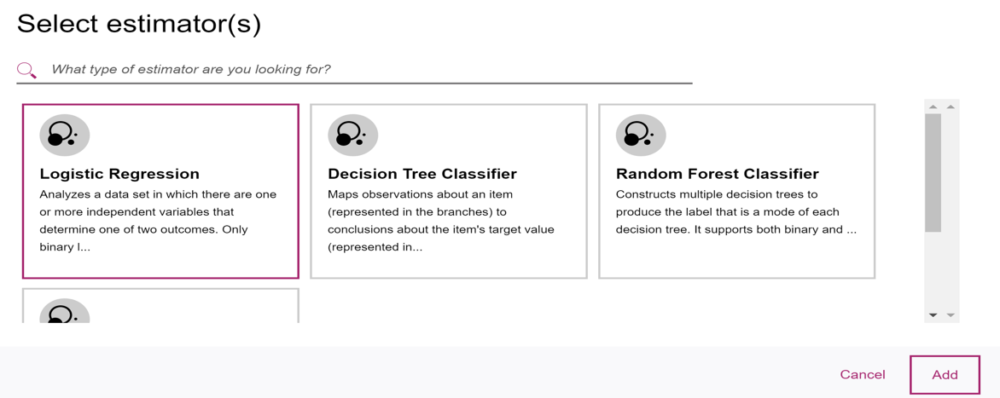 Select estimator(s)
What type of estimator are you looking for?
Logistic Regression
Analyzes a data set in which there are one
or more independent variables that
determine one of two outcomes. Only
binary l...
Decision Tree Classifier
Maps observations about an item
(represented in the branches) to
conclusions about the item's target value
(represented in...
Random Forest Classifier
Constructs multiple decision trees to
produce the label that is a mode of each
decision tree. It supports both binary and ...
Cancel
Add